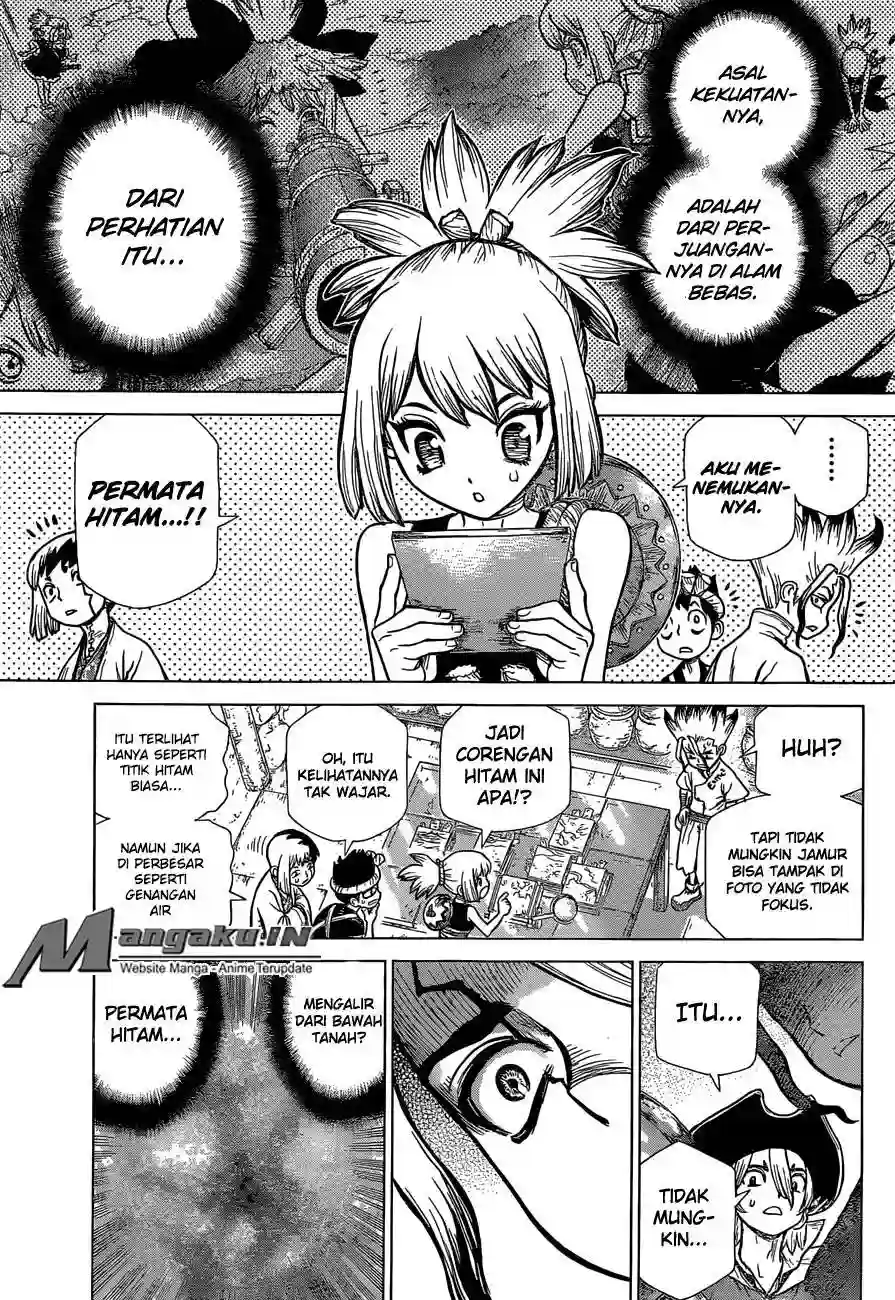 ASAL
KEKUATAN-
NYA,
ADALAH
DARI PER-
JUANGAN-
NYA DI ALAM
BEBAS.
DARI
PERHATIAN
ITU...
......
AKU ME-
NEMUKAN-
NYA.
PERMATA
HITAM...!!
HUH?
TAPI TIDAK
MUNGKIN JAMUR
BISA TAMPAK DI
FOTO YANG TIDAK
FOKUS.
JADI
CORENGAN
HITAM INI
APA!?
OH, ITU
KELIHATANNYA
TAK WAJAR.
ITU TERLIHAT
HANYA SEPERTI
TITIK HITAM
BIASA...
NAMUN JIKA
DI PERBESAR
SEPERTI
GENANGAN
AIR
Mangaku.IN
Website Manga - Anime Terupdate
ITU...
TIDAK
MUNG-
KIN...
MENGALIR
DARI BAWAH
TANAH?
PERMATA
HITAM...